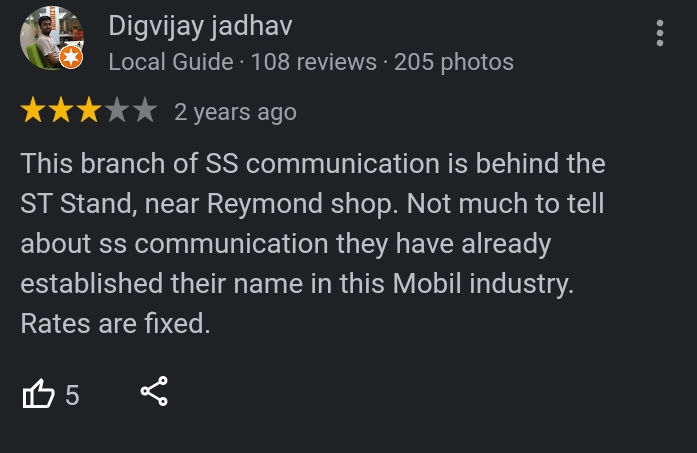 Digvijay jadhav
Local Guide · 108 reviews · 205 photos
2 years ago
This branch of SS communication is behind the
ST Stand, near Reymond shop. Not much to tell
about ss communication they have already
established their name in this Mobil industry.
Rates are fixed.
5